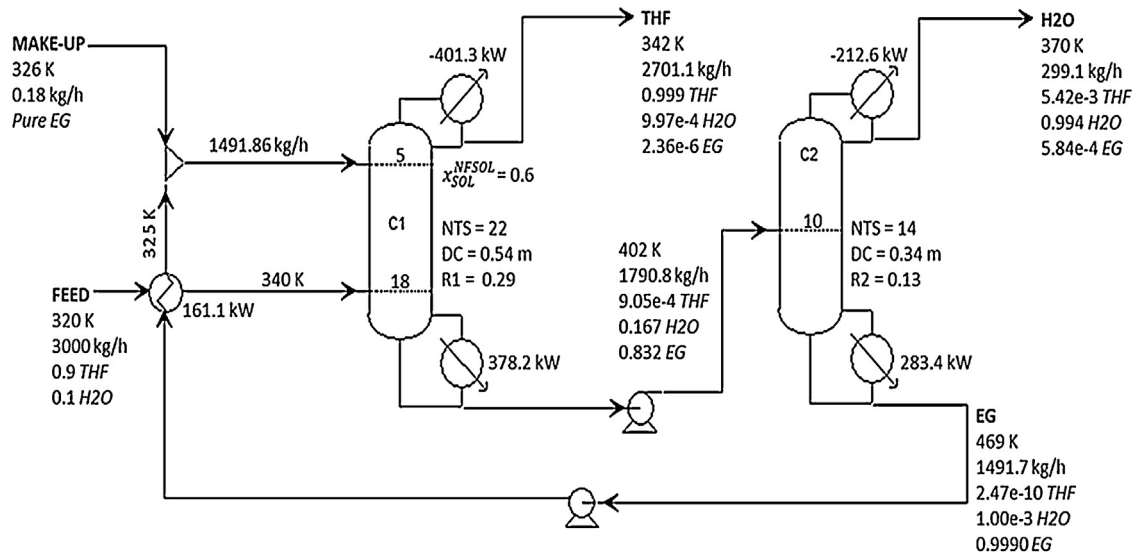 MAKE-UP
326 K
0.18 kg/h
Pure EG
1491.86 kg/h
325 K
FEED
320 K
3000 kg/h
0.9 THF
0.1 H2O
161.1 kW
340 K
-401.3 kW
5
x_SOL^NFSOL = 0.6
C1
NTS = 22
DC = 0.54 m
R1 = 0.29
18
378.2 kW
THF
342 K
2701.1 kg/h
0.999 THF
9.97e-4 H2O
2.36e-6 EG
402 K
1790.8 kg/h
9.05e-4 THF
0.167 H2O
0.832 EG
-212.6 kW
C2
10
NTS = 14
DC = 0.34 m
R2 = 0.13
283.4 kW
H2O
370 K
299.1 kg/h
5.42e-3 THF
0.994 H2O
5.84e-4 EG
EG
469 K
1491.7 kg/h
2.47e-10 THF
1.00e-3 H2O
0.9990 EG